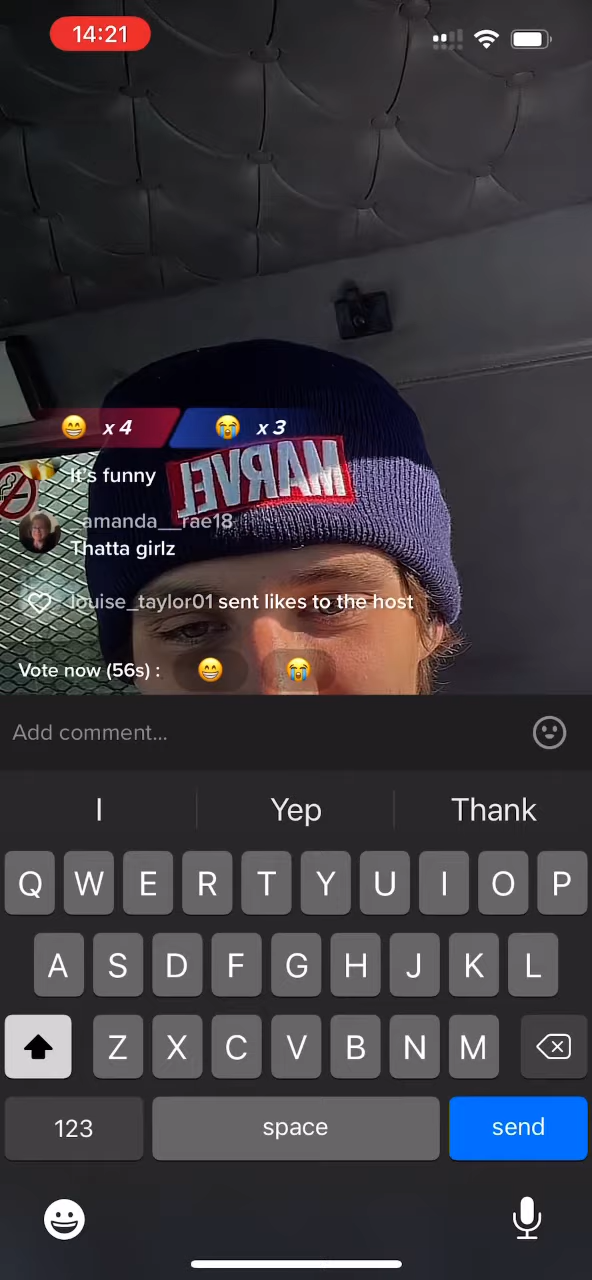 14:21
😁 x 4 😭 x 3
MARVEL
It's funny
amanda__rae18
Thatta girlz
louise_taylor01 sent likes to the host
Vote now (56s) : 😁 😭
Add comment...
I Yep Thank
Q W E R T Y U I O P
A S D F G H J K L
Z X C V B N M
123 space send